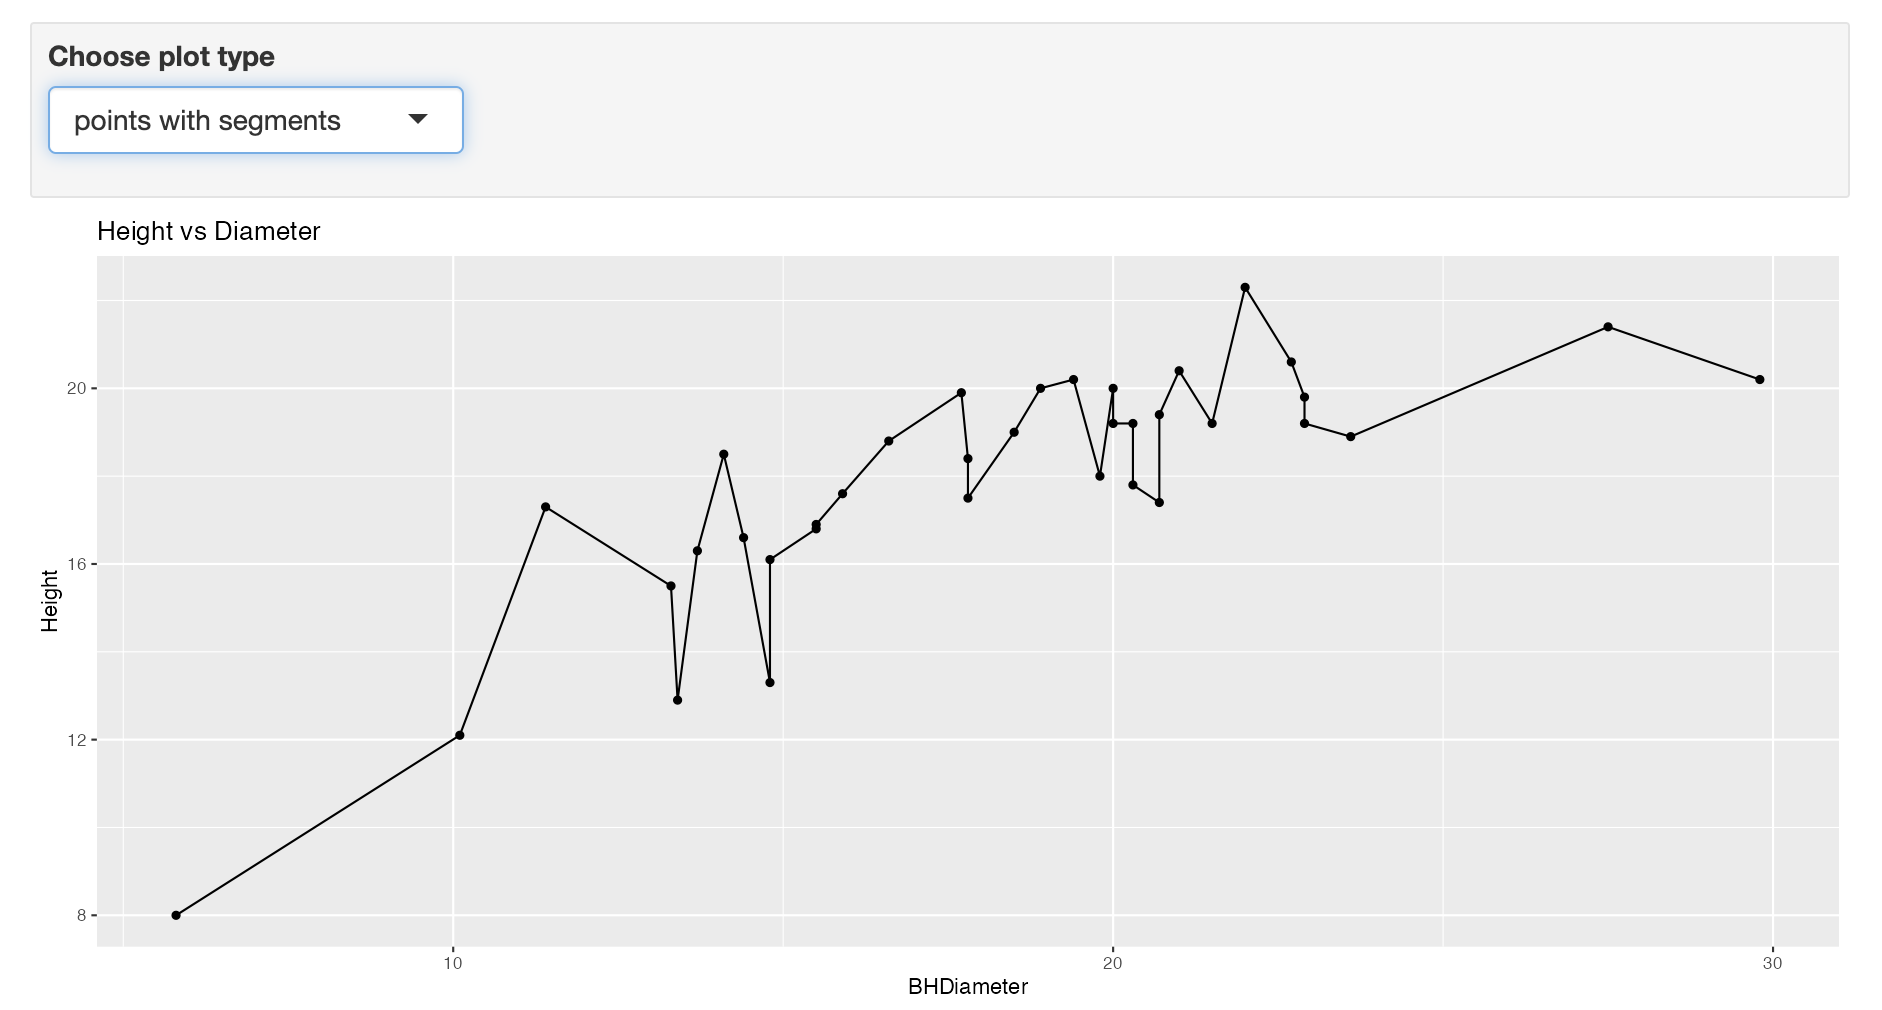 Choose plot type
points with segments
Height vs Diameter
20
16
12
8
Height
10
20
30
BHDiameter